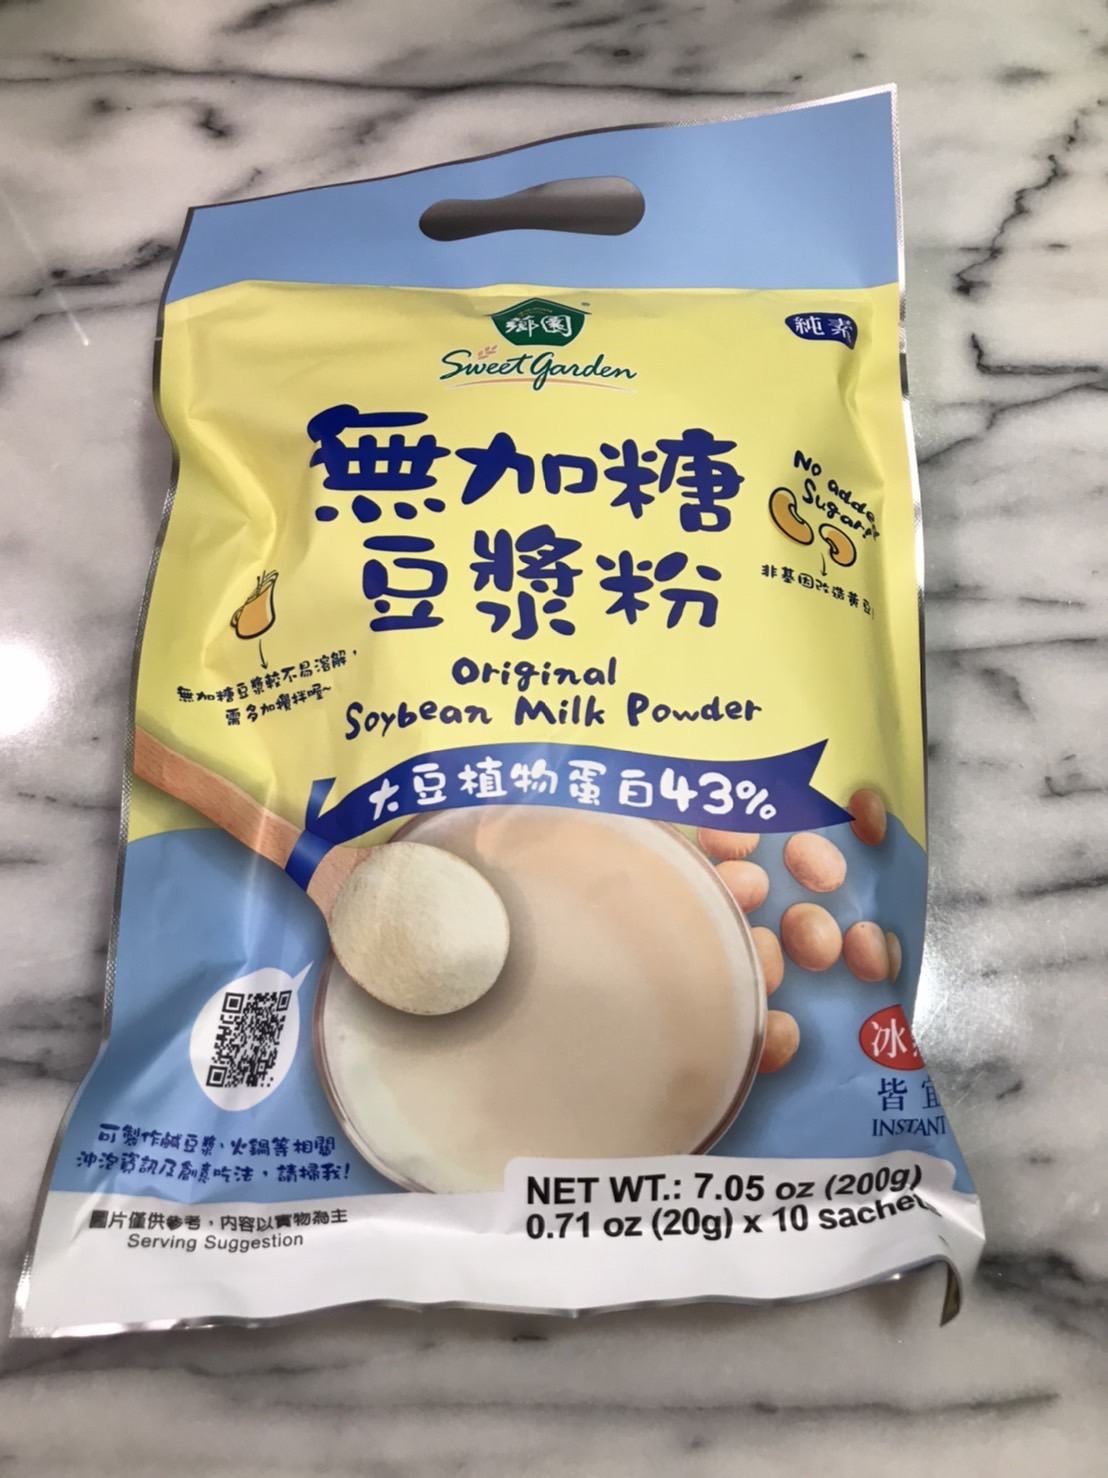 鄉園
Sweet Garden
純素
無加糖
豆漿粉
No added
Sugar!
非基因改造黃豆
無加糖豆漿較不易溶解，
需多加攪拌喔~
Original
Soybean Milk Powder
大豆植物蛋白43%
冰
皆宜
INSTANT
可製作鹹豆漿、火鍋等相關
沖泡資訊及創意吃法，請掃我!
圖片僅供參考，內容以實物為主
Serving Suggestion
NET WT.: 7.05 oz (200g)
0.71 oz (20g) x 10 sachet